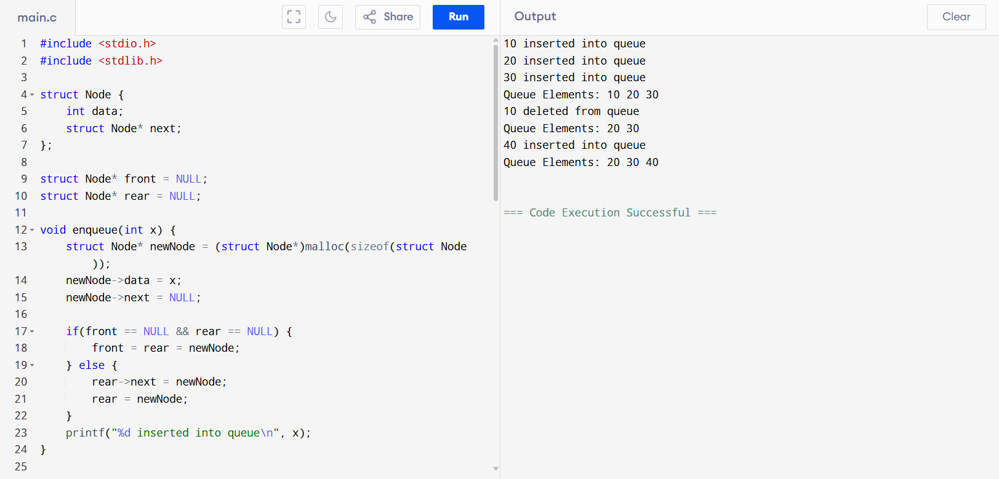 main.c
Share
Run
Output
Clear
1 #include <stdio.h>
2 #include <stdlib.h>
3
4 struct Node {
5     int data;
6     struct Node* next;
7 };
8
9 struct Node* front = NULL;
10 struct Node* rear = NULL;
11
12 void enqueue(int x) {
13     struct Node* newNode = (struct Node*)malloc(sizeof(struct Node
));
14     newNode->data = x;
15     newNode->next = NULL;
16
17     if(front == NULL && rear == NULL) {
18         front = rear = newNode;
19     } else {
20         rear->next = newNode;
21         rear = newNode;
22     }
23     printf("%d inserted into queue\n", x);
24 }
25
10 inserted into queue
20 inserted into queue
30 inserted into queue
Queue Elements: 10 20 30
10 deleted from queue
Queue Elements: 20 30
40 inserted into queue
Queue Elements: 20 30 40
=== Code Execution Successful ===